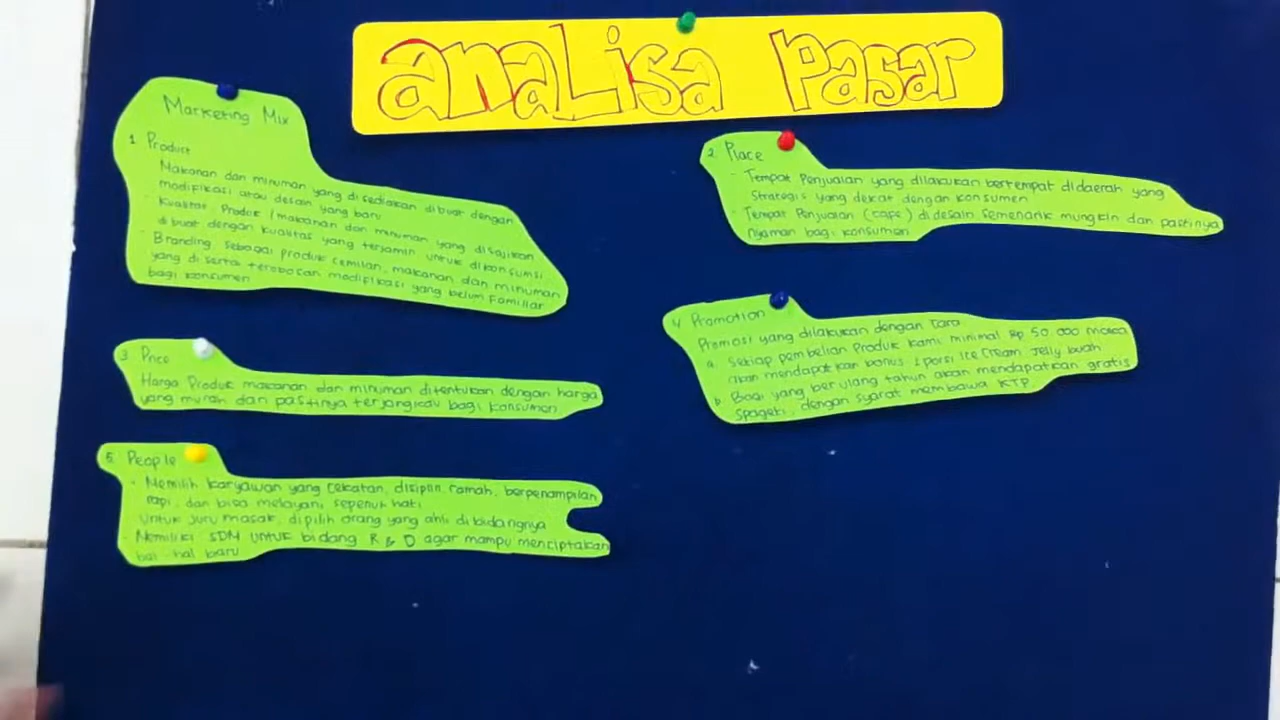 anaLisa Pasar
Marketing Mix
1. Product
Makanan dan minuman yang disediakan dibuat dengan
modifikasi atau desain yang baru
- Kualitas Produk / makanan dan minuman yang disajikan
dibuat dengan kualitas yang terjamin untuk dikonsumsi
- Branding sebagai produk cemilan, makanan dan minuman
yang disertai terobosan modifikasi yang belum familiar
bagi konsumen
2. Place
- Tempat Penjualan yang dilakukan bertempat di daerah yang
Strategis yang dekat dengan konsumen
- Tempat Penjualan (cafe) di desain semenarik mungkin dan pastinya
nyaman bagi konsumen
3. Price
Harga Produk makanan dan minuman ditentukan dengan harga
yang murah dan pastinya terjangkau bagi konsumen
4. Promotion
Promosi yang dilakukan dengan cara
a. Setiap pembelian Produk kami minimal Rp 50.000 maka
akan mendapatkan bonus 1 porsi Ice Cream Jelly buah
b. Bagi yang berulang tahun akan mendapatkan gratis
spageti, dengan syarat membawa KTP
5. People
- Memilih karyawan yang cekatan, disiplin, ramah, berpenampilan
rapi, dan bisa melayani sepenuh hati
Untuk juru masak, dipilih orang yang ahli di bidangnya
- Memiliki SDM untuk bidang R & D agar mampu menciptakan
hal-hal baru